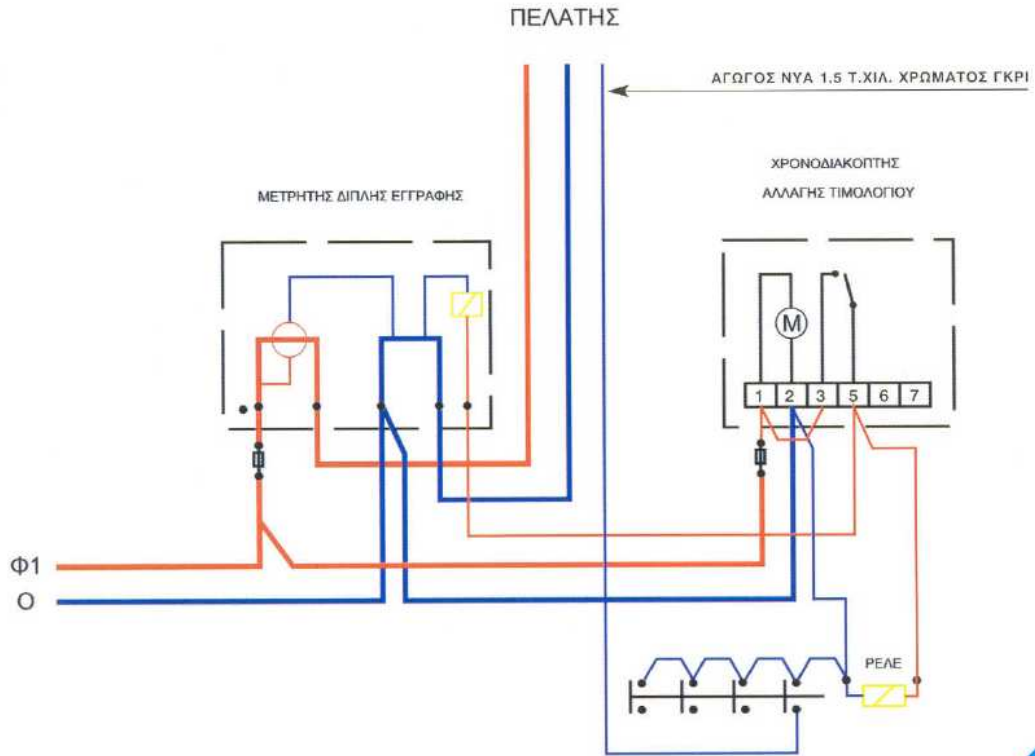 ΠΕΛΑΤΗΣ
ΑΓΩΓΟΣ ΝΥΑ 1.5 Τ.ΧΙΛ. ΧΡΩΜΑΤΟΣ ΓΚΡΙ
ΧΡΟΝΟΔΙΑΚΟΠΤΗΣ
ΑΛΛΑΓΗΣ ΤΙΜΟΛΟΓΙΟΥ
ΜΕΤΡΗΤΗΣ ΔΙΠΛΗΣ ΕΓΓΡΑΦΗΣ
M
1 2 3 5 6 7
Φ1
Ο
ΡΕΛΕ